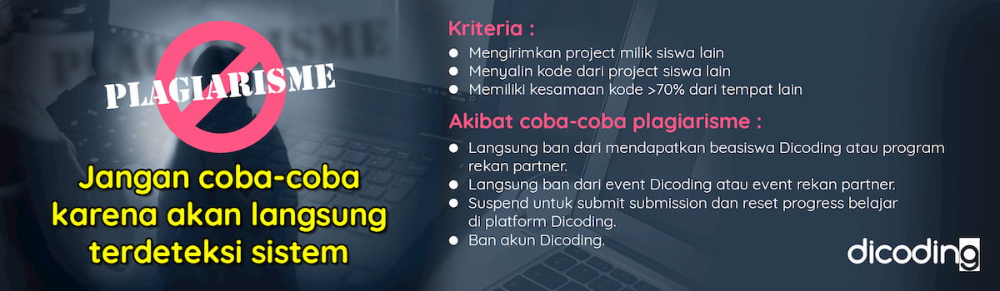 PLAGIARISME
PLAGIARISME
Jangan coba-coba
karena akan langsung
terdeteksi sistem
Kriteria :
Mengirimkan project milik siswa lain
Menyalin kode dari project siswa lain
Memiliki kesamaan kode >70% dari tempat lain
Akibat coba-coba plagiarisme :
Langsung ban dari mendapatkan beasiswa Dicoding atau program
rekan partner.
Langsung ban dari event Dicoding atau event rekan partner.
Suspend untuk submit submission dan reset progress belajar
di platform Dicoding.
Ban akun Dicoding.
dicoding